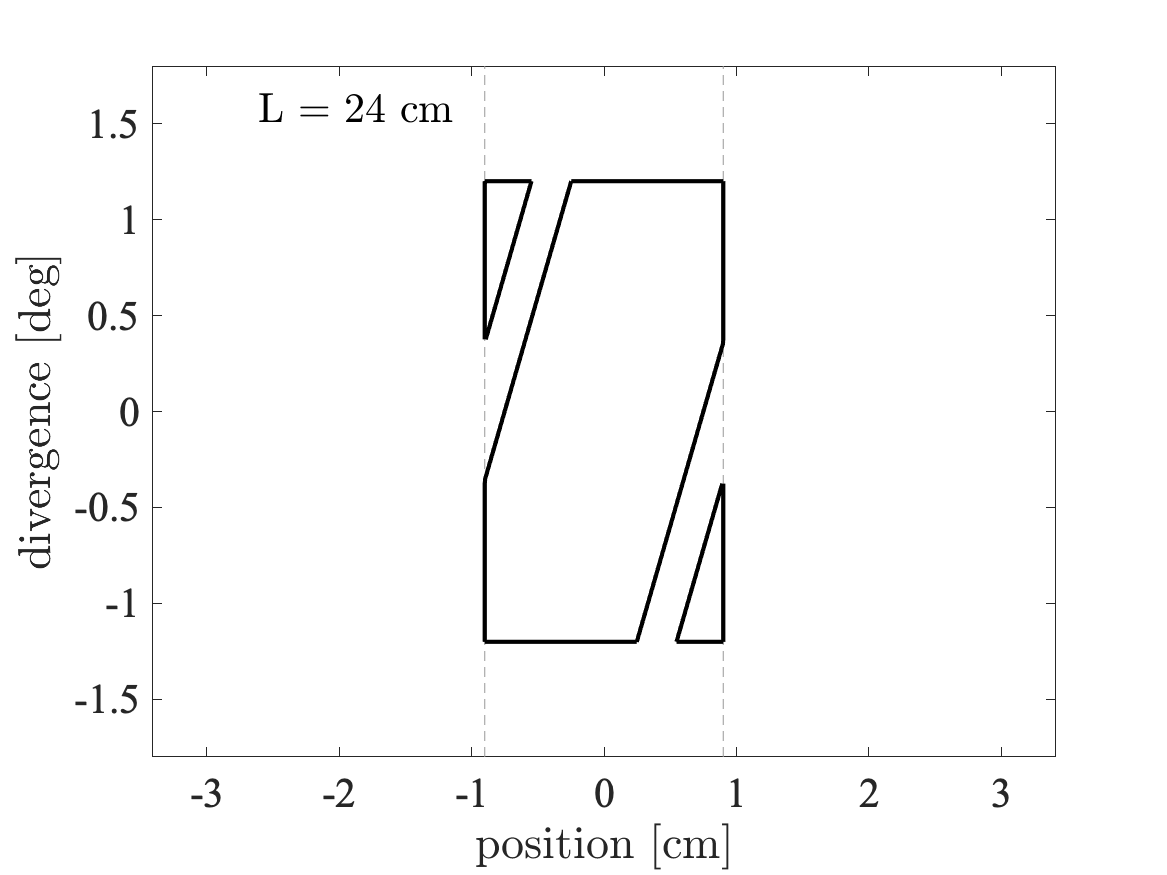 L = 24 cm
1.5
1
0.5
0
-0.5
-1
-1.5
divergence [deg]
-3 -2 -1 0 1 2 3
position [cm]